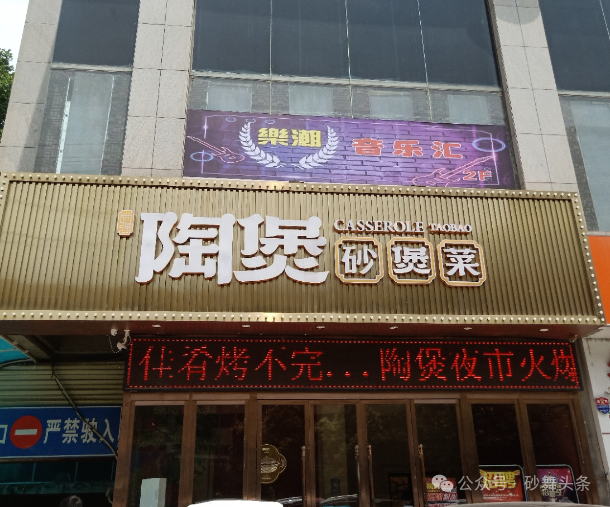 樂潮 音乐汇
2F
CASSEROLE TAOBAO
陶煲 砂煲菜
佳肴烤不完...陶煲夜市火爆
口 严禁驶入
公众号 · 砂舞头条